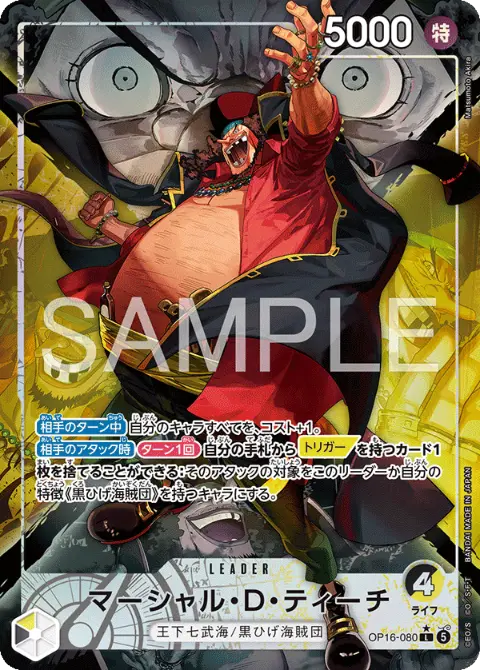 5000 特
Matsumoto Akira
SAMPLE
相手のターン中 自分のキャラすべてを、コスト+1。
相手のアタック時 ターン1回 自分の手札から トリガー を持つカード1
枚を捨てることができる:そのアタックの対象をこのリーダーか自分の
特徴《黒ひげ海賊団》を持つキャラにする。
LEADER
マーシャル・D・ティーチ
4
ライフ
王下七武海/黒ひげ海賊団
OP16-080 L 5
BANDAI MADE IN JAPAN